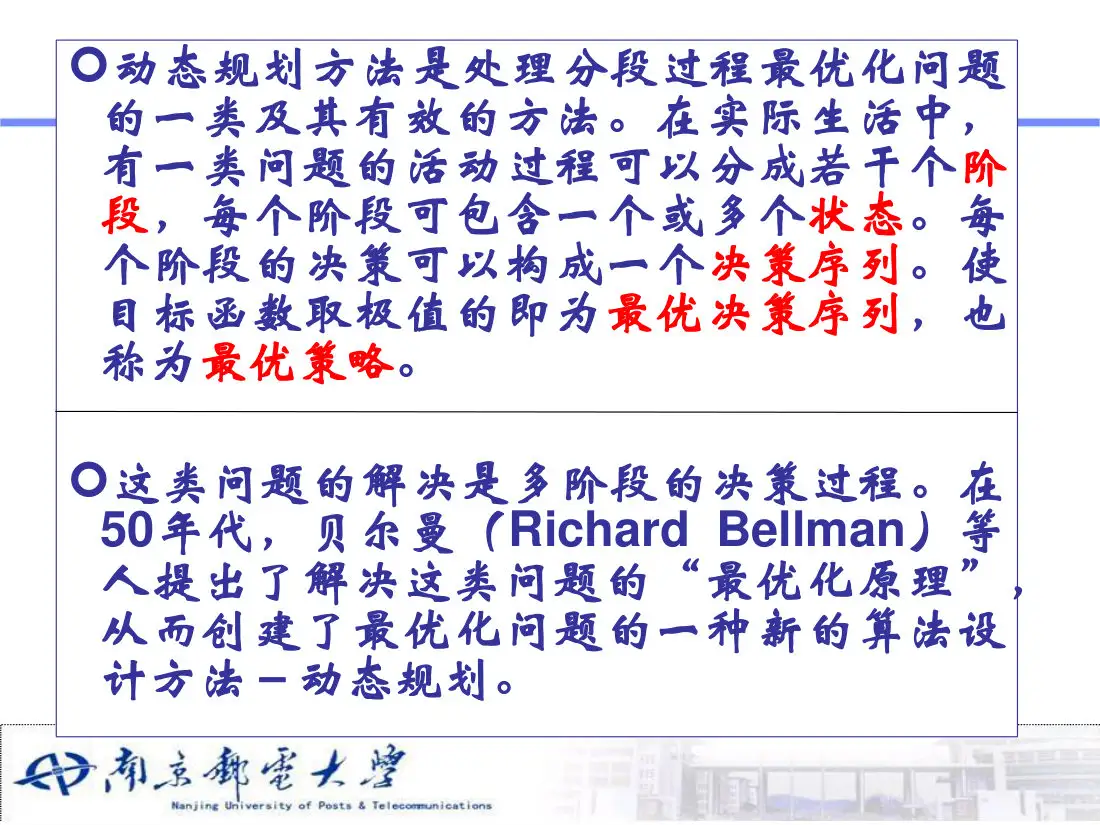 动态规划方法是处理分段过程最优化问题
的一类及其有效的方法。在实际生活中，
有一类问题的活动过程可以分成若干个阶
段，每个阶段可包含一个或多个状态。每
个阶段的决策可以构成一个决策序列。使
目标函数取极值的即为最优决策序列，也
称为最优策略。
这类问题的解决是多阶段的决策过程。在
50年代，贝尔曼（Richard Bellman）等
人提出了解决这类问题的“最优化原理”，
从而创建了最优化问题的一种新的算法设
计方法－动态规划。
南京郵電大學
Nanjing University of Posts & Telecommunications